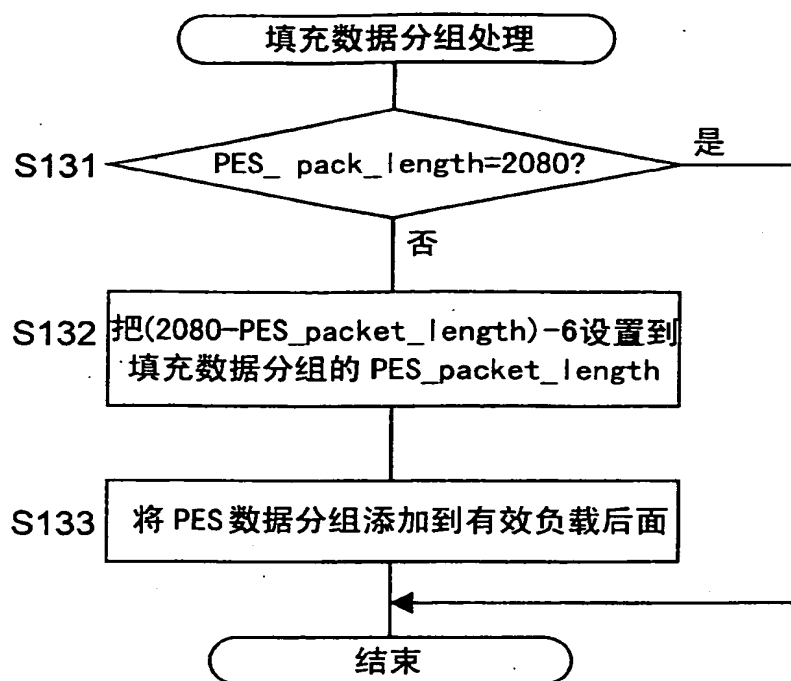 填充数据分组处理
S131
PES_ pack_length=2080?
是
否
S132
把(2080-PES_packet_length)-6设置到
填充数据分组的 PES_packet_length
S133
将 PES 数据分组添加到有效负载后面
结束